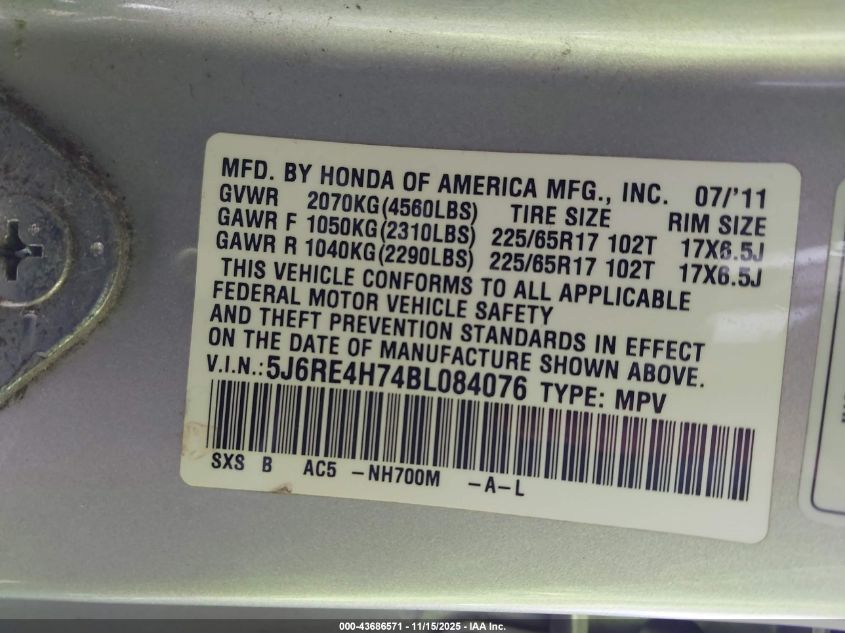 MFD. BY HONDA OF AMERICA MFG., INC. 07/'11
GVWR 2070KG(4560LBS) TIRE SIZE RIM SIZE
GAWR F 1050KG(2310LBS) 225/65R17 102T 17X6.5J
GAWR R 1040KG(2290LBS) 225/65R17 102T 17X6.5J
THIS VEHICLE CONFORMS TO ALL APPLICABLE
FEDERAL MOTOR VEHICLE SAFETY
AND THEFT PREVENTION STANDARDS IN EFFECT
ON THE DATE OF MANUFACTURE SHOWN ABOVE.
V.I.N.:5J6RE4H74BL084076 TYPE: MPV
SXS B AC5 -NH700M -A-L
000-43686571 - 11/15/2025 - IAA Inc.